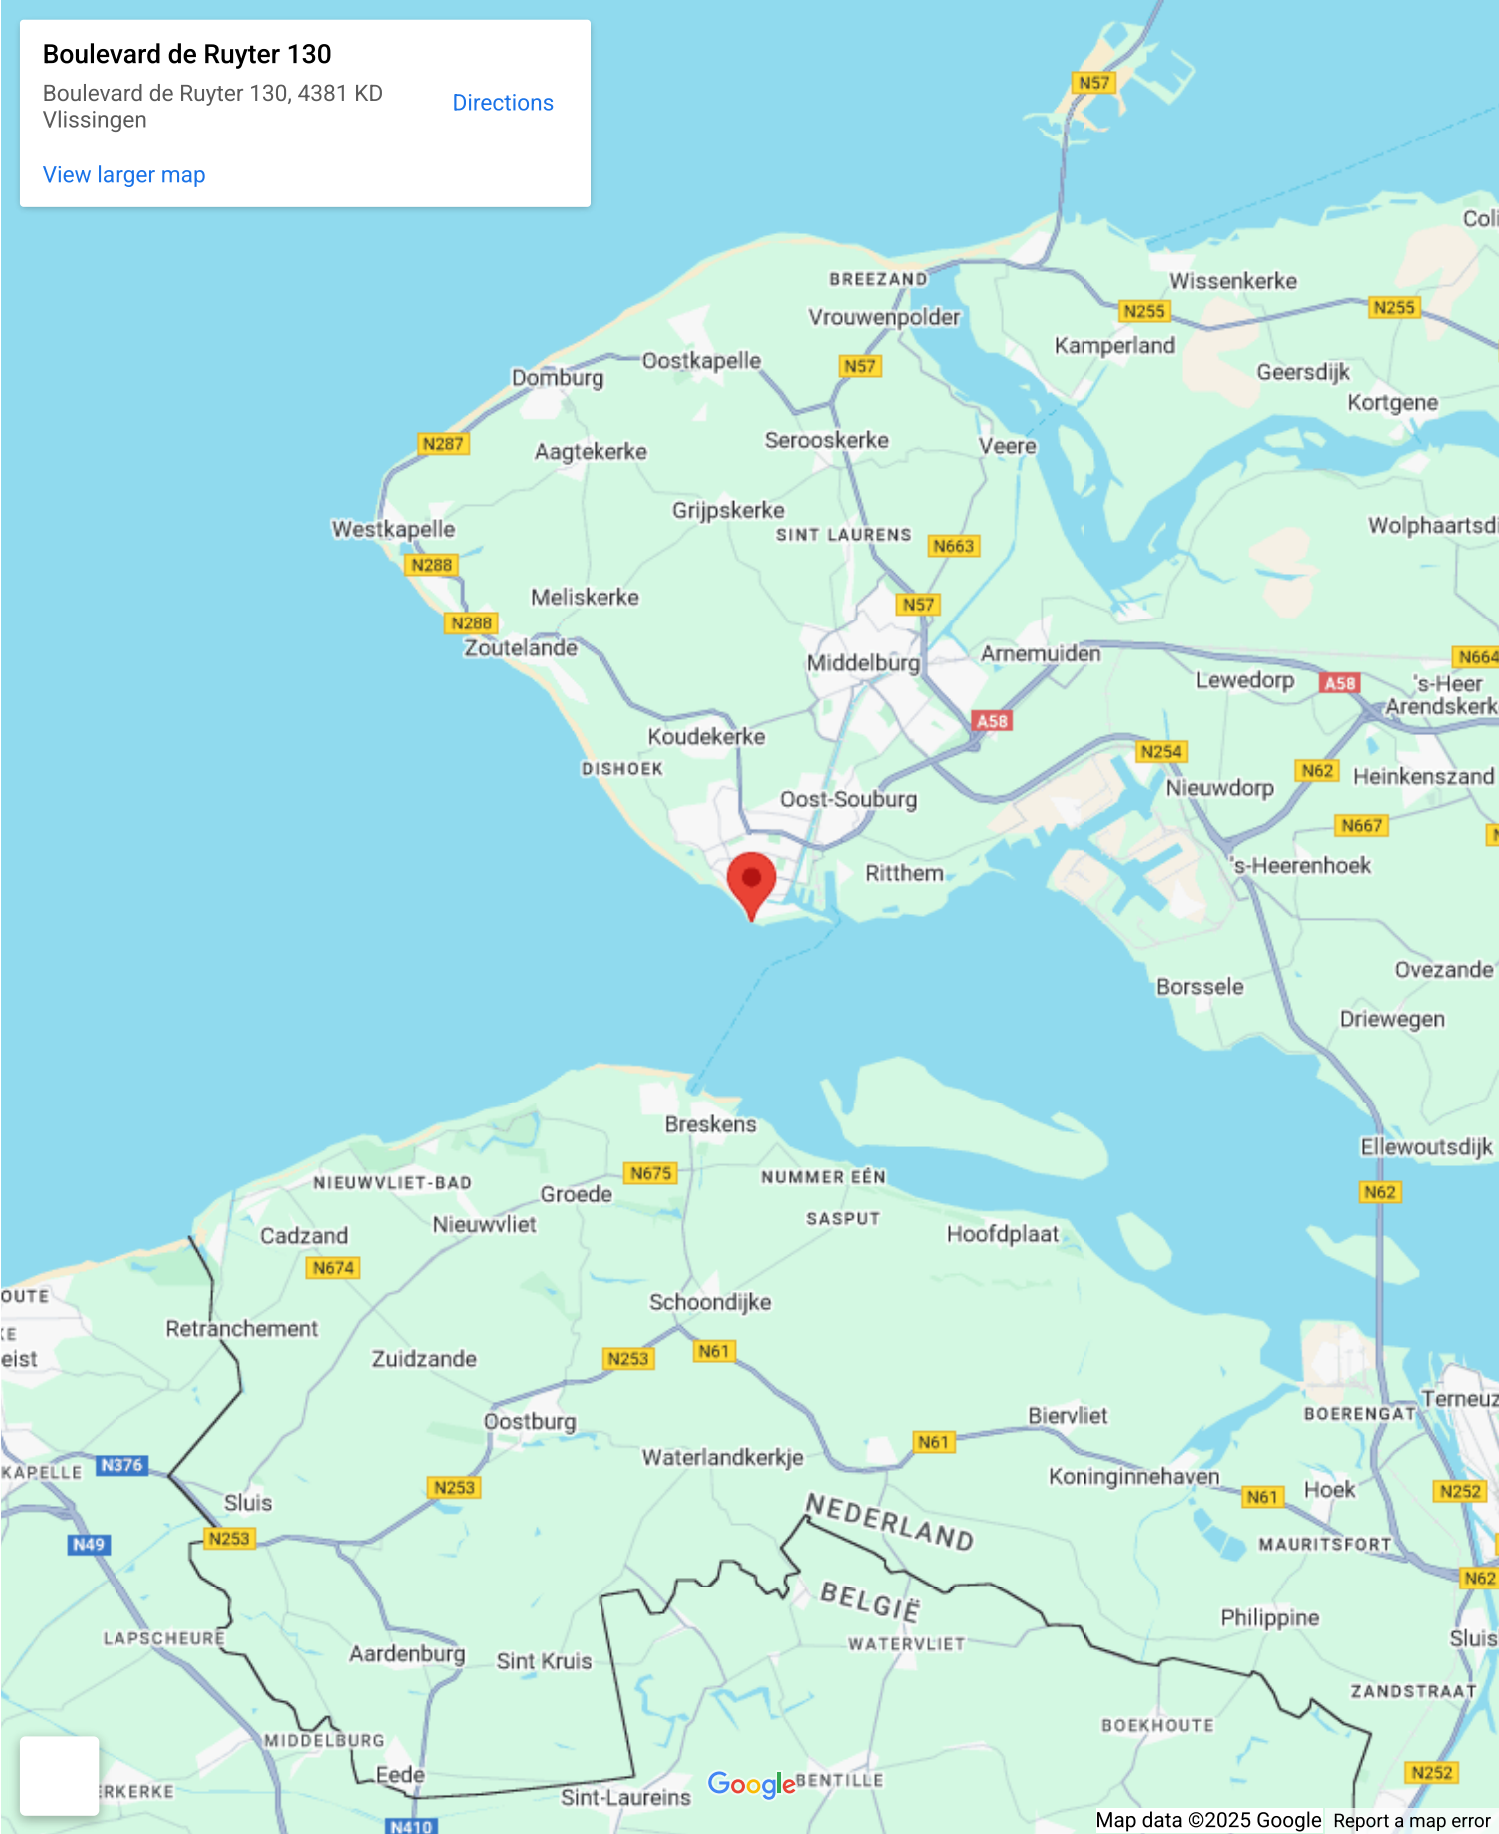 Boulevard de Ruyter 130
Boulevard de Ruyter 130, 4381 KD
Vlissingen
Directions
View larger map
N57
Coli
BREEZAND
Wissenkerke
Vrouwenpolder
N255
N255
Kamperland
Oostkapelle
N57
Domburg
Geersdijk
Kortgene
N287
Serooskerke
Veere
Aagtekerke
Grijpskerke
Westkapelle
SINT LAURENS
Wolphaartsdi
N663
N288
Meliskerke
N57
N288
Zoutelande
Arnemuiden
N664
Middelburg
Lewedorp
A58
's-Heer
Arendskerk
A58
Koudekerke
N254
DISHOEK
N62
Heinkenszand
Nieuwdorp
Oost-Souburg
N667
N
Ritthem
's-Heerenhoek
Ovezande
Borssele
Driewegen
Breskens
Ellewoutsdijk
N675
NUMMER EÉN
NIEUWVLIET-BAD
Groede
N62
SASPUT
Nieuwvliet
Cadzand
Hoofdplaat
N674
OUTE
Schoondijke
KE
Retranchement
eist
Zuidzande
N253
N61
Terneuz
BOERENGAT
Biervliet
Oostburg
N61
Waterlandkerkje
N376
KAPELLE
Koninginnehaven
N253
Hoek
N252
N61
Sluis
NEDERLAND
N253
N49
MAURITSFORT
N62
BELGIË
Philippine
LAPSCHEURE
WATERVLIET
Sluis
Aardenburg
Sint Kruis
ZANDSTRAAT
BOEKHOUTE
MIDDELBURG
Eede
N252
Google
BENTILLE
ERKERKE
Sint-Laureins
N410
Map data ©2025 Google
Report a map error